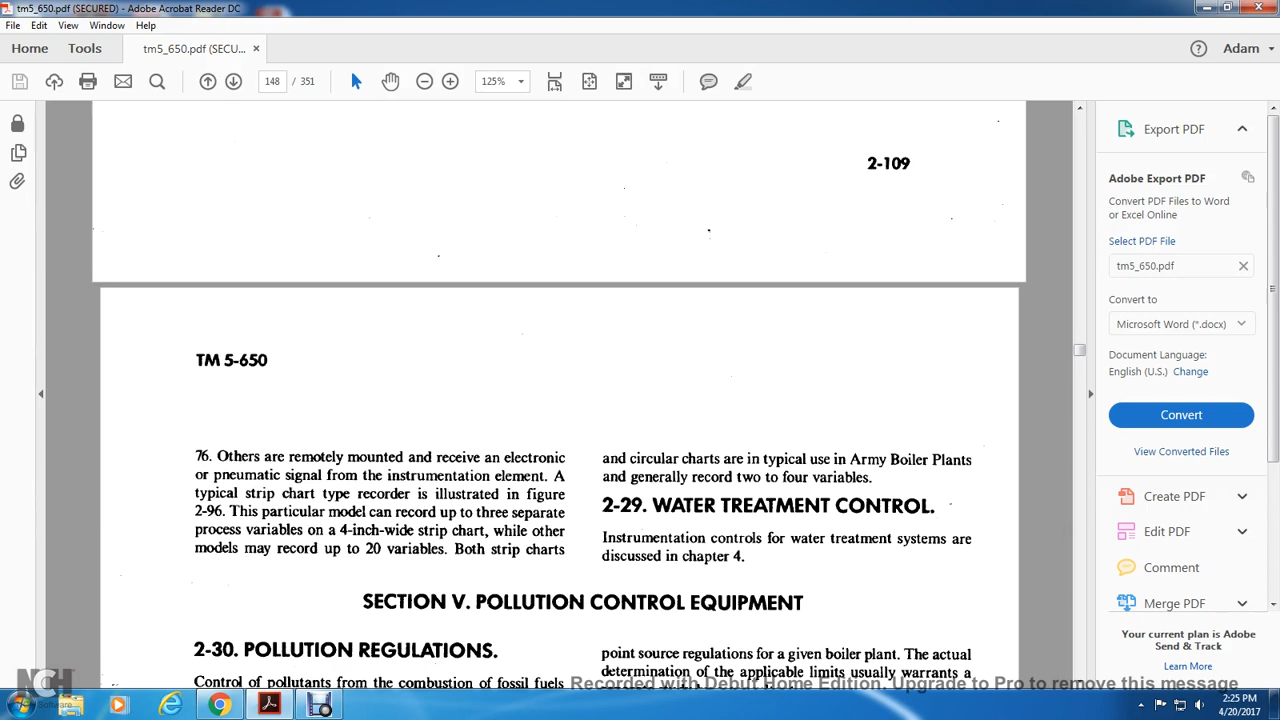 tm5_650.pdf (SECURED) - Adobe Acrobat Reader DC
File Edit View Window Help
Home Tools tm5_650.pdf (SECU... × Adam
148 / 351 125%
2-109
TM 5-650
76. Others are remotely mounted and receive an electronic
or pneumatic signal from the instrumentation element. A
typical strip chart type recorder is illustrated in figure
2-96. This particular model can record up to three separate
process variables on a 4-inch-wide strip chart, while other
models may record up to 20 variables. Both strip charts
and circular charts are in typical use in Army Boiler Plants
and generally record two to four variables.
2-29. WATER TREATMENT CONTROL.
Instrumentation controls for water treatment systems are
discussed in chapter 4.
SECTION V. POLLUTION CONTROL EQUIPMENT
2-30. POLLUTION REGULATIONS.
Control of pollutants from the combustion of fossil fuels
point source regulations for a given boiler plant. The actual
determination of the applicable limits usually warrants a
Export PDF
Adobe Export PDF
Convert PDF Files to Word
or Excel Online
Select PDF File
tm5_650.pdf
Convert to
Microsoft Word (*.docx)
Document Language:
English (U.S.) Change
Convert
View Converted Files
Create PDF
Edit PDF
Comment
Merge PDF
Your current plan is Adobe
Send & Track
Learn More
Recorded with Debut Home Edition. Upgrade to Pro to remove this message
NCH Software
2:25 PM
4/20/2017